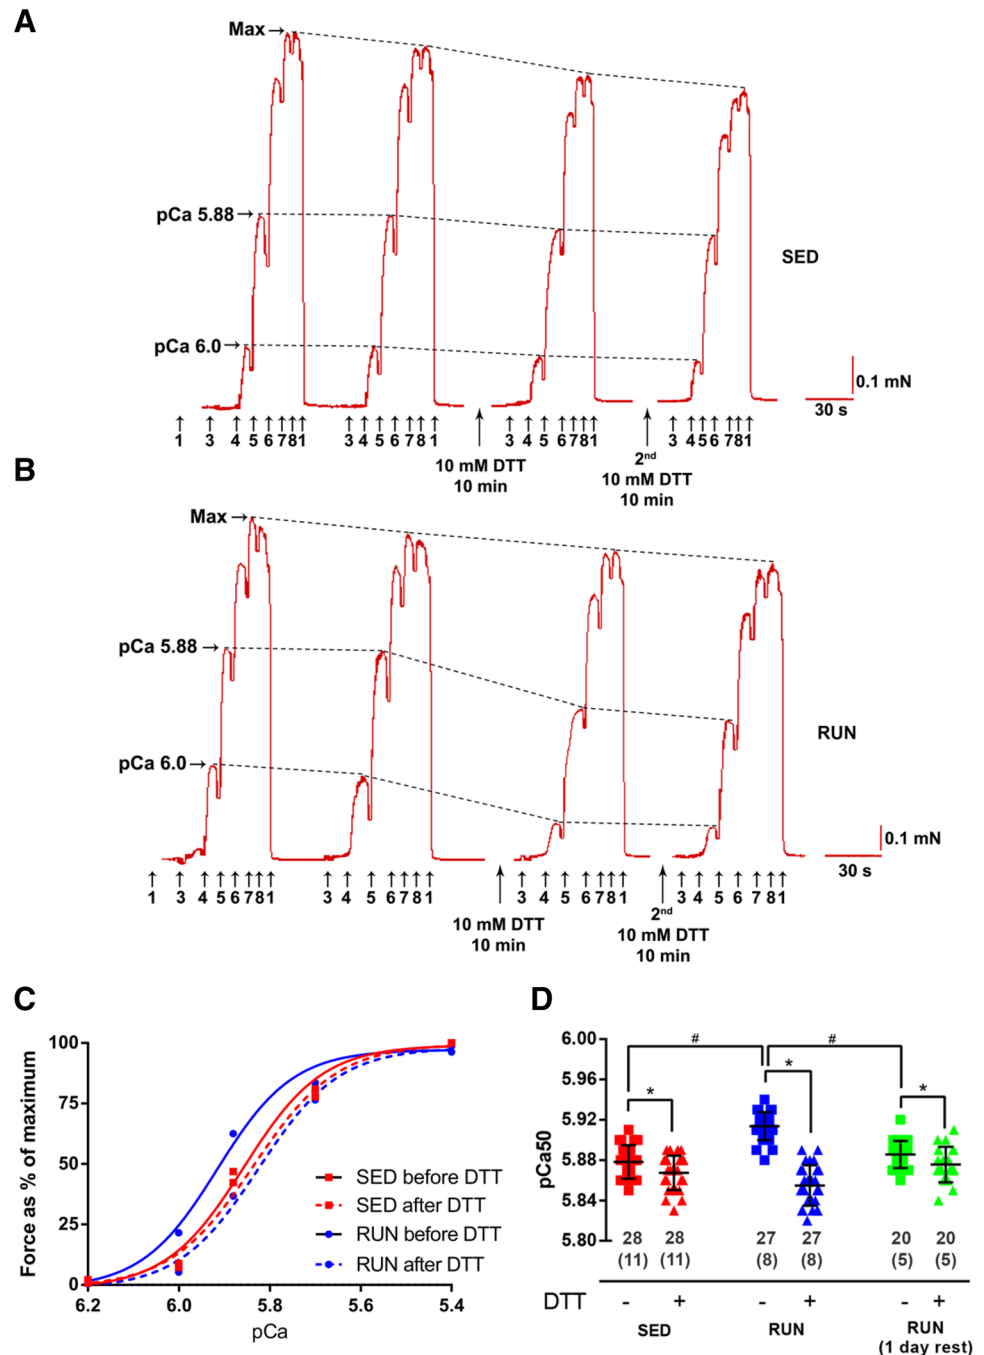 A
Max→
pCa 5.88→
pCa 6.0→
SED
0.1 mN
30 s
1 3 4 5 6 7 8 1 3 4 5 6 7 8 1 3 4 5 6 7 8 1 3 4 5 6 7 8 1
10 mM DTT
10 min
2nd
10 mM DTT
10 min
B
Max→
pCa 5.88→
pCa 6.0→
RUN
0.1 mN
30 s
1 3 4 5 6 7 8 1 3 4 5 6 7 8 1 3 4 5 6 7 8 1 3 4 5 6 7 8 1
10 mM DTT
10 min
2nd
10 mM DTT
10 min
C
Force as % of maximum
100
75
50
25
0
6.2 6.0 5.8 5.6 5.4
pCa
SED before DTT
SED after DTT
RUN before DTT
RUN after DTT
D
pCa50
6.00
5.96
5.92
5.88
5.84
5.80
# #
* * *
28 28 27 27 20 20
(11) (11) (8) (8) (5) (5)
DTT - + - + - +
SED RUN RUN
(1 day rest)